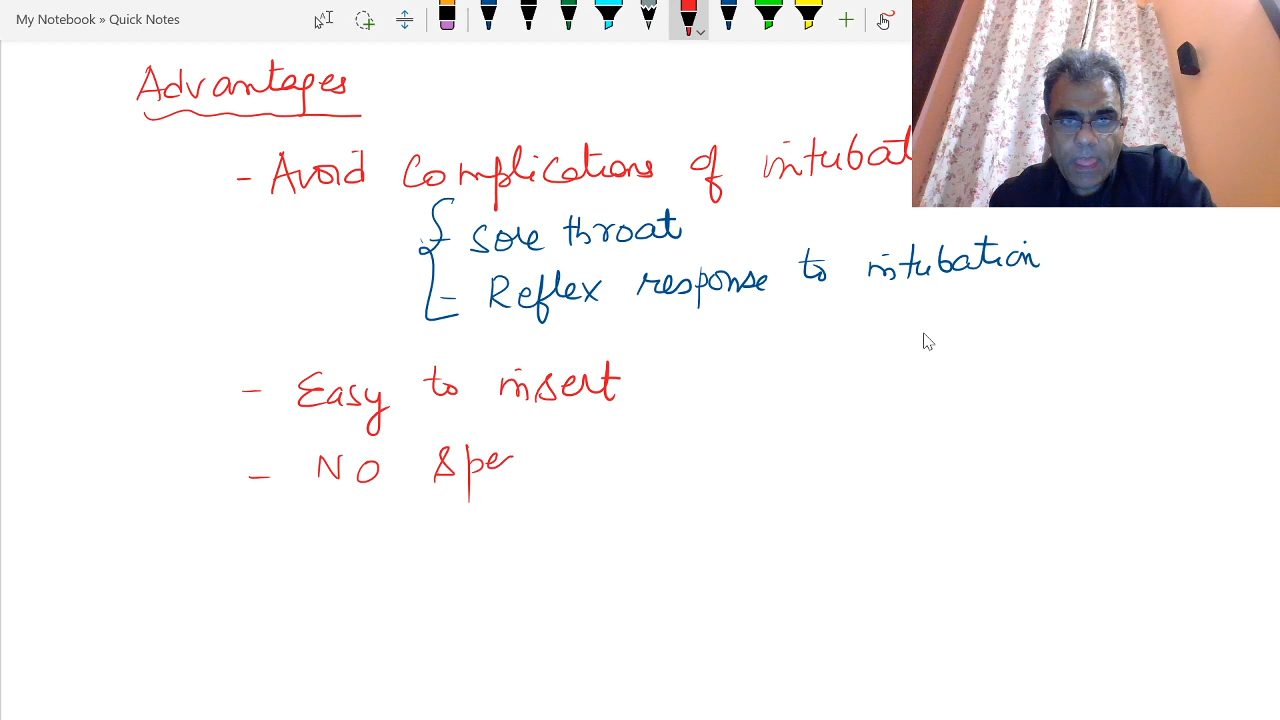 My Notebook » Quick Notes
Advantages
- Avoid Complications of intubat
- Sore throat
- Reflex response to intubation
- Easy to insert
- NO Spe